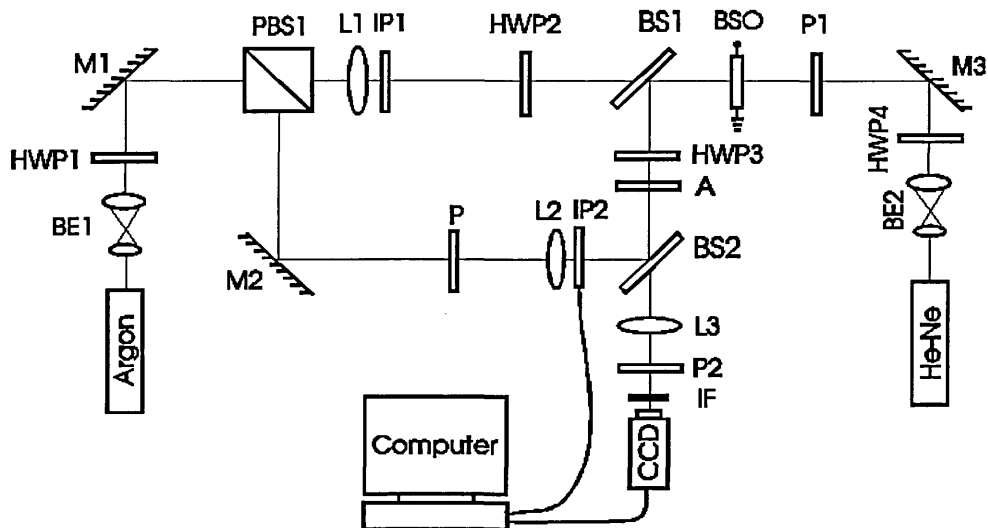 PBS1
L1
IP1
HWP2
BS1
BSO
P1
M1
M3
HWP1
HWP3
HWP4
A
BE1
BE2
P
L2
IP2
BS2
M2
L3
Argon
He-Ne
P2
IF
Computer
CCD